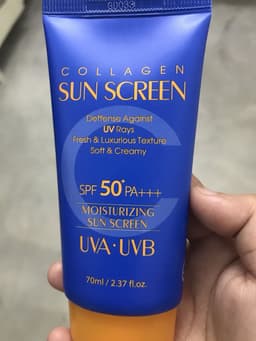 COLLAGEN
SUN SCREEN
Deffense Against
UV Rays
Fresh & Luxurious Texture
Soft & Creamy
SPF 50+ PA+++
MOISTURIZING
SUN SCREEN
UVA·UVB
70ml / 2.37 fl.oz.